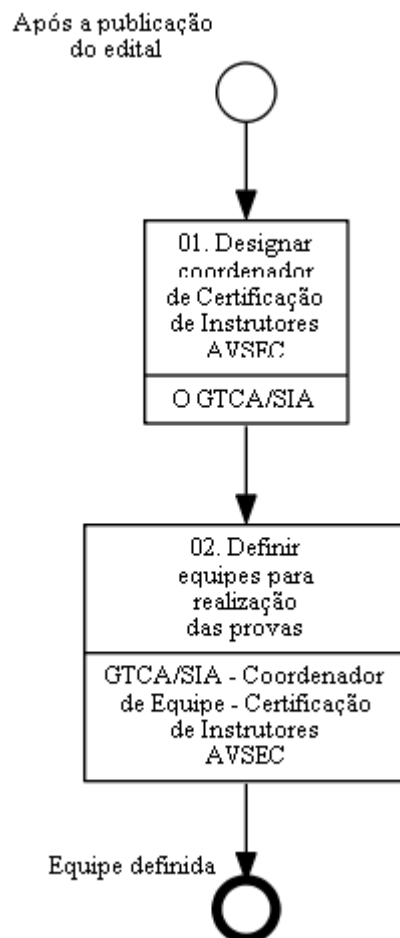 Após a publicação
do edital
01. Designar
coordenador
de Certificação
de Instrutores
AVSEC
O GTCA/SIA
02. Definir
equipes para
realização
das provas
GTCA/SIA - Coordenador
de Equipe - Certificação
de Instrutores
AVSEC
Equipe definida